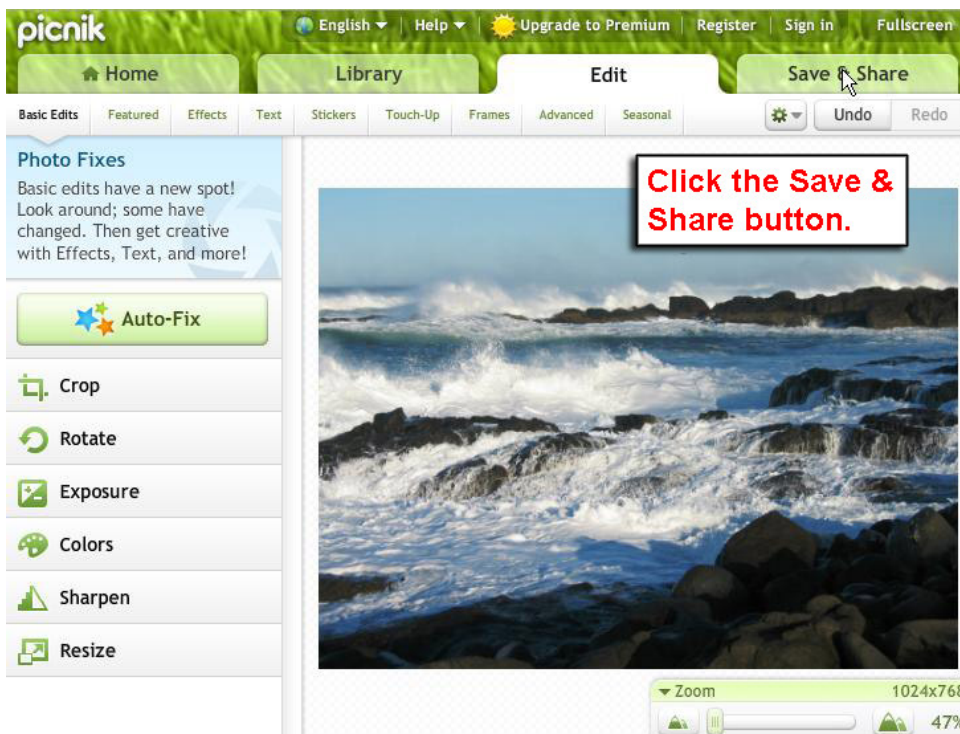 picnik
English Help Upgrade to Premium Register Sign in Fullscreen
Home Library Edit Save & Share
Basic Edits Featured Effects Text Stickers Touch-Up Frames Advanced Seasonal Undo Redo
Photo Fixes
Basic edits have a new spot!
Look around; some have
changed. Then get creative
with Effects, Text, and more!
Click the Save &
Share button.
Auto-Fix
Crop
Rotate
Exposure
Colors
Sharpen
Resize
Zoom 1024x768
47%